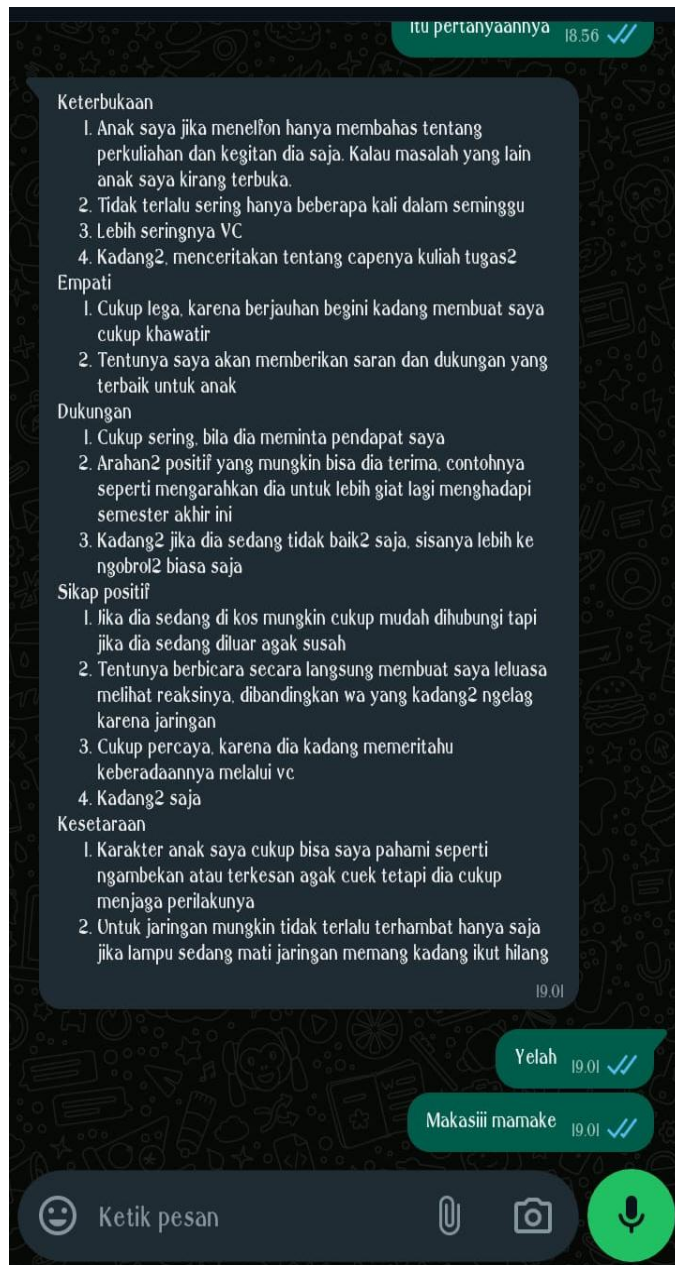 Itu pertanyaannya 18.56
Keterbukaan
1. Anak saya jika menelfon hanya membahas tentang
perkuliahan dan kegitan dia saja. Kalau masalah yang lain
anak saya kirang terbuka.
2. Tidak terlalu sering hanya beberapa kali dalam seminggu
3. Lebih seringnya VC
4. Kadang2, menceritakan tentang capenya kuliah tugas2
Empati
1. Cukup lega, karena berjauhan begini kadang membuat saya
cukup khawatir
2. Tentunya saya akan memberikan saran dan dukungan yang
terbaik untuk anak
Dukungan
1. Cukup sering, bila dia meminta pendapat saya
2. Arahan2 positif yang mungkin bisa dia terima, contohnya
seperti mengarahkan dia untuk lebih giat lagi menghadapi
semester akhir ini
3. Kadang2 jika dia sedang tidak baik2 saja, sisanya lebih ke
ngobrol2 biasa saja
Sikap positif
1. Jika dia sedang di kos mungkin cukup mudah dihubungi tapi
jika dia sedang diluar agak susah
2. Tentunya berbicara secara langsung membuat saya leluasa
melihat reaksinya, dibandingkan wa yang kadang2 ngelag
karena jaringan
3. Cukup percaya, karena dia kadang memeritahu
keberadaannya melalui vc
4. Kadang2 saja
Kesetaraan
1. Karakter anak saya cukup bisa saya pahami seperti
ngambekan atau terkesan agak cuek tetapi dia cukup
menjaga perilakunya
2. Untuk jaringan mungkin tidak terlalu terhambat hanya saja
jika lampu sedang mati jaringan memang kadang ikut hilang
19.01
Yelah 19.01
Makasiii mamake 19.01
Ketik pesan